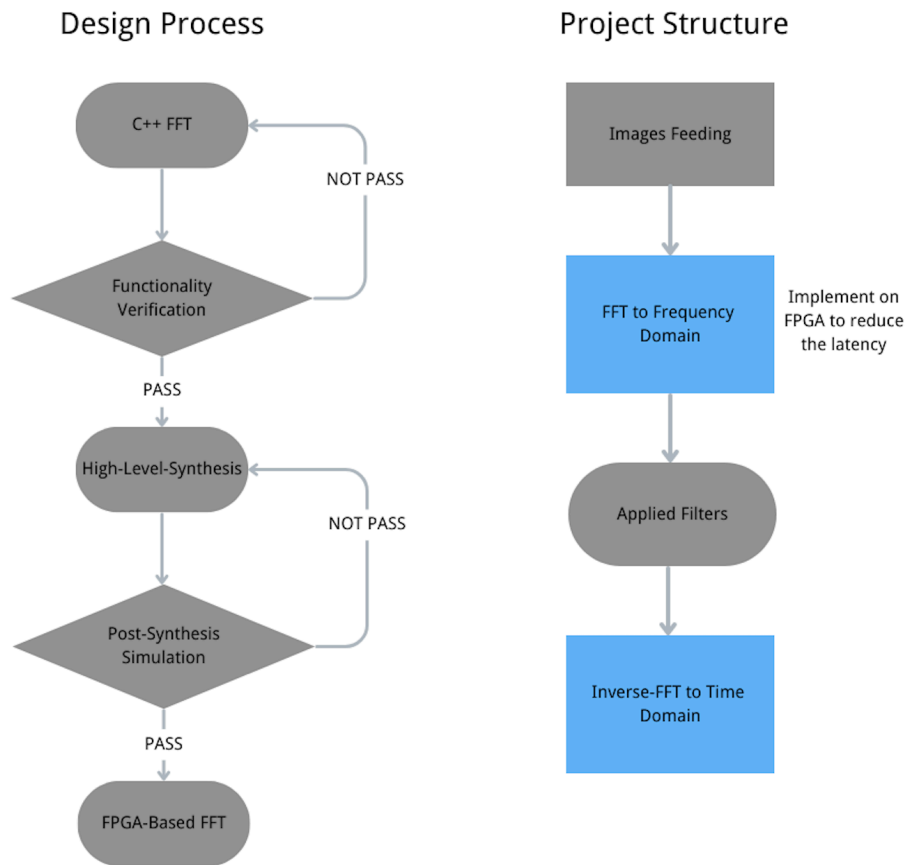 Design Process
C++ FFT
NOT PASS
Functionality
Verification
PASS
High-Level-Synthesis
NOT PASS
Post-Synthesis
Simulation
PASS
FPGA-Based FFT
Project Structure
Images Feeding
FFT to Frequency
Domain
Implement on
FPGA to reduce
the latency
Applied Filters
Inverse-FFT to Time
Domain